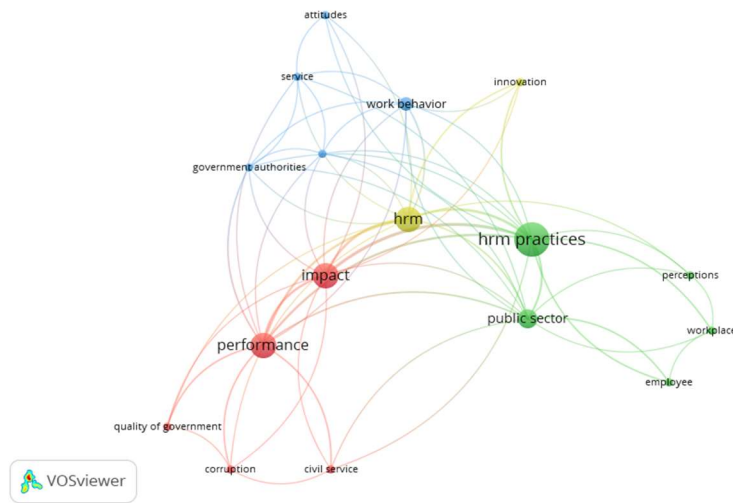 attitudes
service
innovation
work behavior
government authorities
hrm
hrm practices
impact
perceptions
public sector
workplace
performance
employee
quality of government
corruption
civil service
VOSviewer